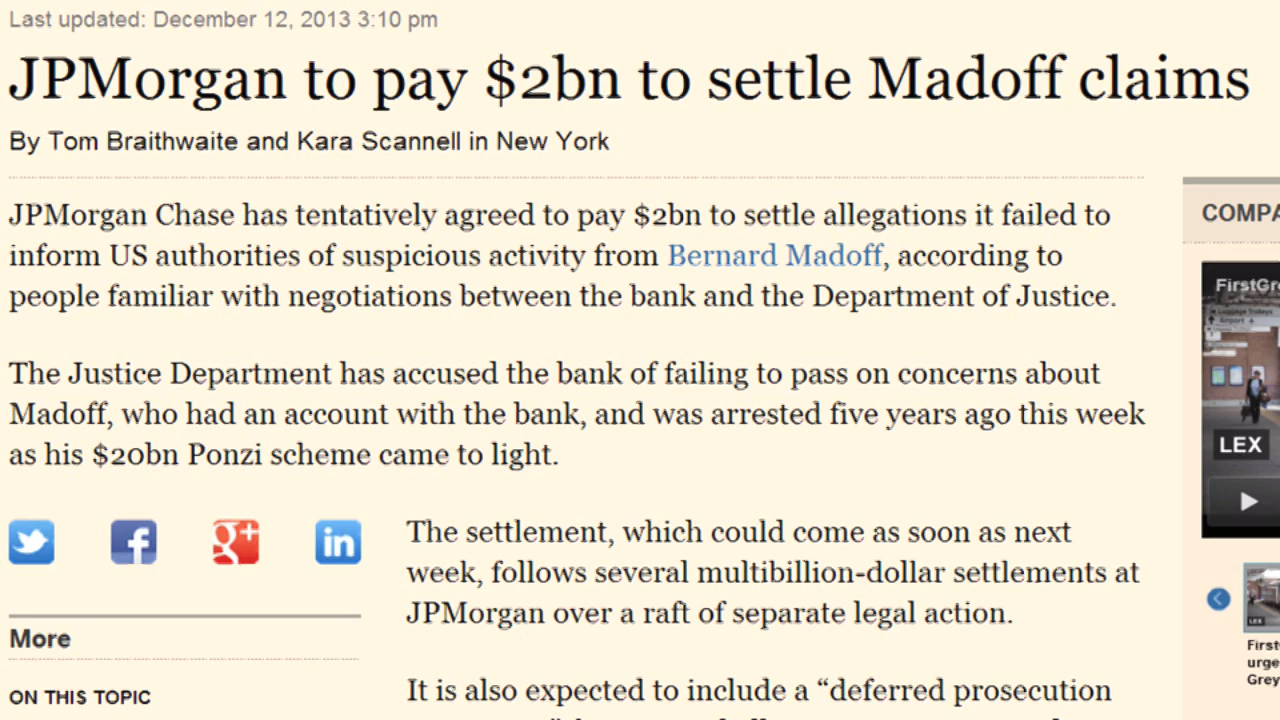 Last updated: December 12, 2013 3:10 pm
JPMorgan to pay $2bn to settle Madoff claims
By Tom Braithwaite and Kara Scannell in New York
JPMorgan Chase has tentatively agreed to pay $2bn to settle allegations it failed to
inform US authorities of suspicious activity from Bernard Madoff, according to
people familiar with negotiations between the bank and the Department of Justice.
The Justice Department has accused the bank of failing to pass on concerns about
Madoff, who had an account with the bank, and was arrested five years ago this week
as his $20bn Ponzi scheme came to light.
The settlement, which could come as soon as next
week, follows several multibillion-dollar settlements at
JPMorgan over a raft of separate legal action.
It is also expected to include a “deferred prosecution
More
ON THIS TOPIC
COMPA
FirstGr
LEX
LEX
First
urge
Grey